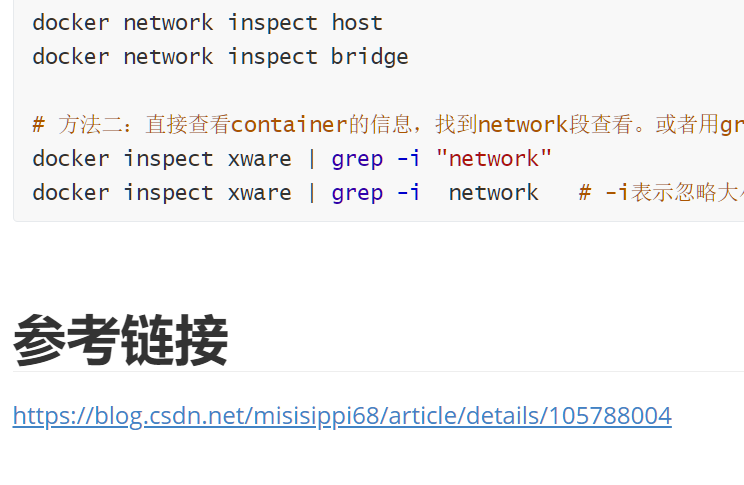 docker network inspect host
docker network inspect bridge
# 方法二：直接查看container的信息，找到network段查看。或者用gr
docker inspect xware | grep -i "network"
docker inspect xware | grep -i  network   # -i表示忽略大
参考链接
https://blog.csdn.net/misisippi68/article/details/105788004